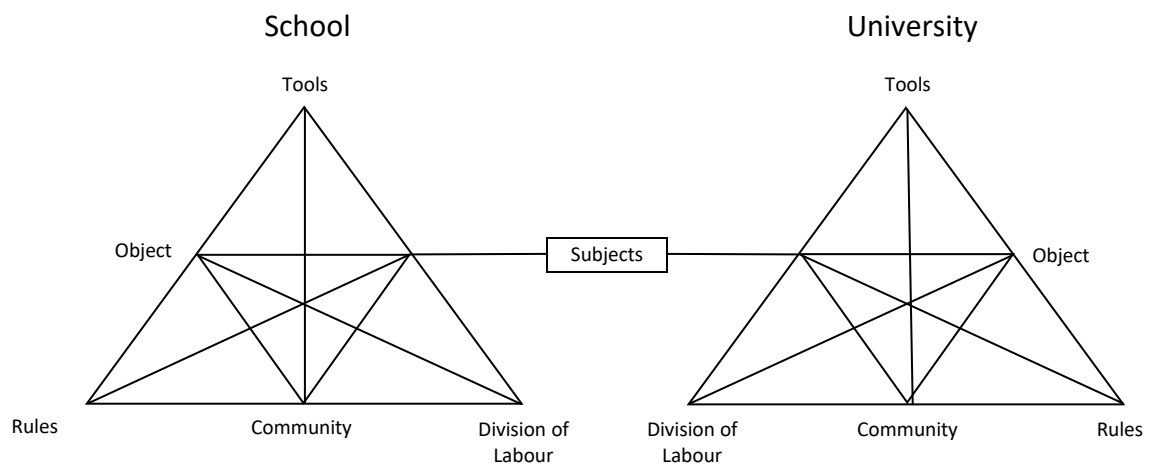 School
University
Tools
Tools
Object
Subjects
Object
Rules
Community
Division of
Labour
Division of
Labour
Community
Rules